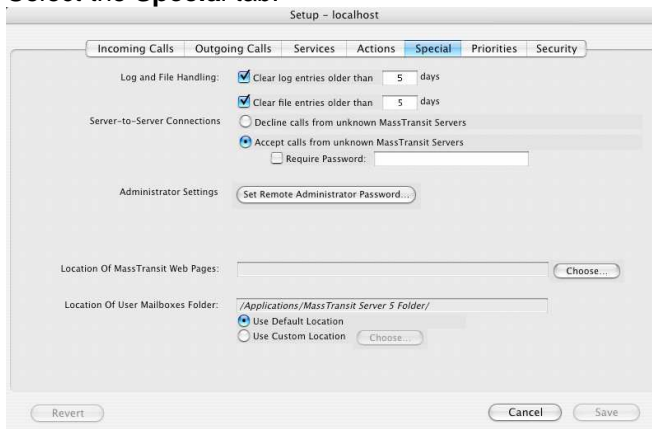 Select the Special tab.
Setup – localhost
Incoming Calls Outgoing Calls Services Actions Special Priorities Security
Log and File Handling: Clear log entries older than 5 days
Clear file entries older than 5 days
Server-to-Server Connections Decline calls from unknown MassTransit Servers
Accept calls from unknown MassTransit Servers
Require Password:
Administrator Settings Set Remote Administrator Password...
Location Of MassTransit Web Pages: Choose...
Location Of User Mailboxes Folder: /Applications/MassTransit Server 5 Folder/
Use Default Location
Use Custom Location Choose...
Revert Cancel Save